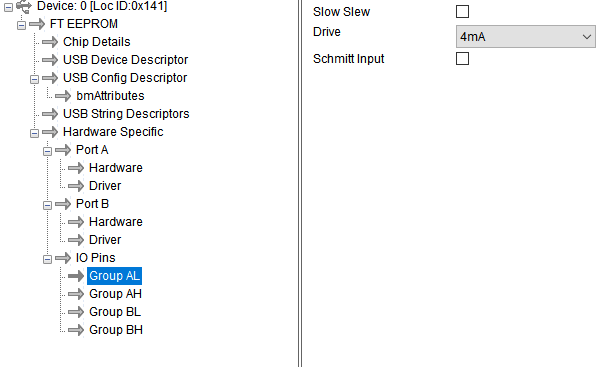 Device: 0 [Loc ID:0x141]
FT EEPROM
Chip Details
USB Device Descriptor
USB Config Descriptor
bmAttributes
USB String Descriptors
Hardware Specific
Port A
Hardware
Driver
Port B
Hardware
Driver
IO Pins
Group AL
Group AH
Group BL
Group BH
Slow Slew
Drive 4mA
Schmitt Input